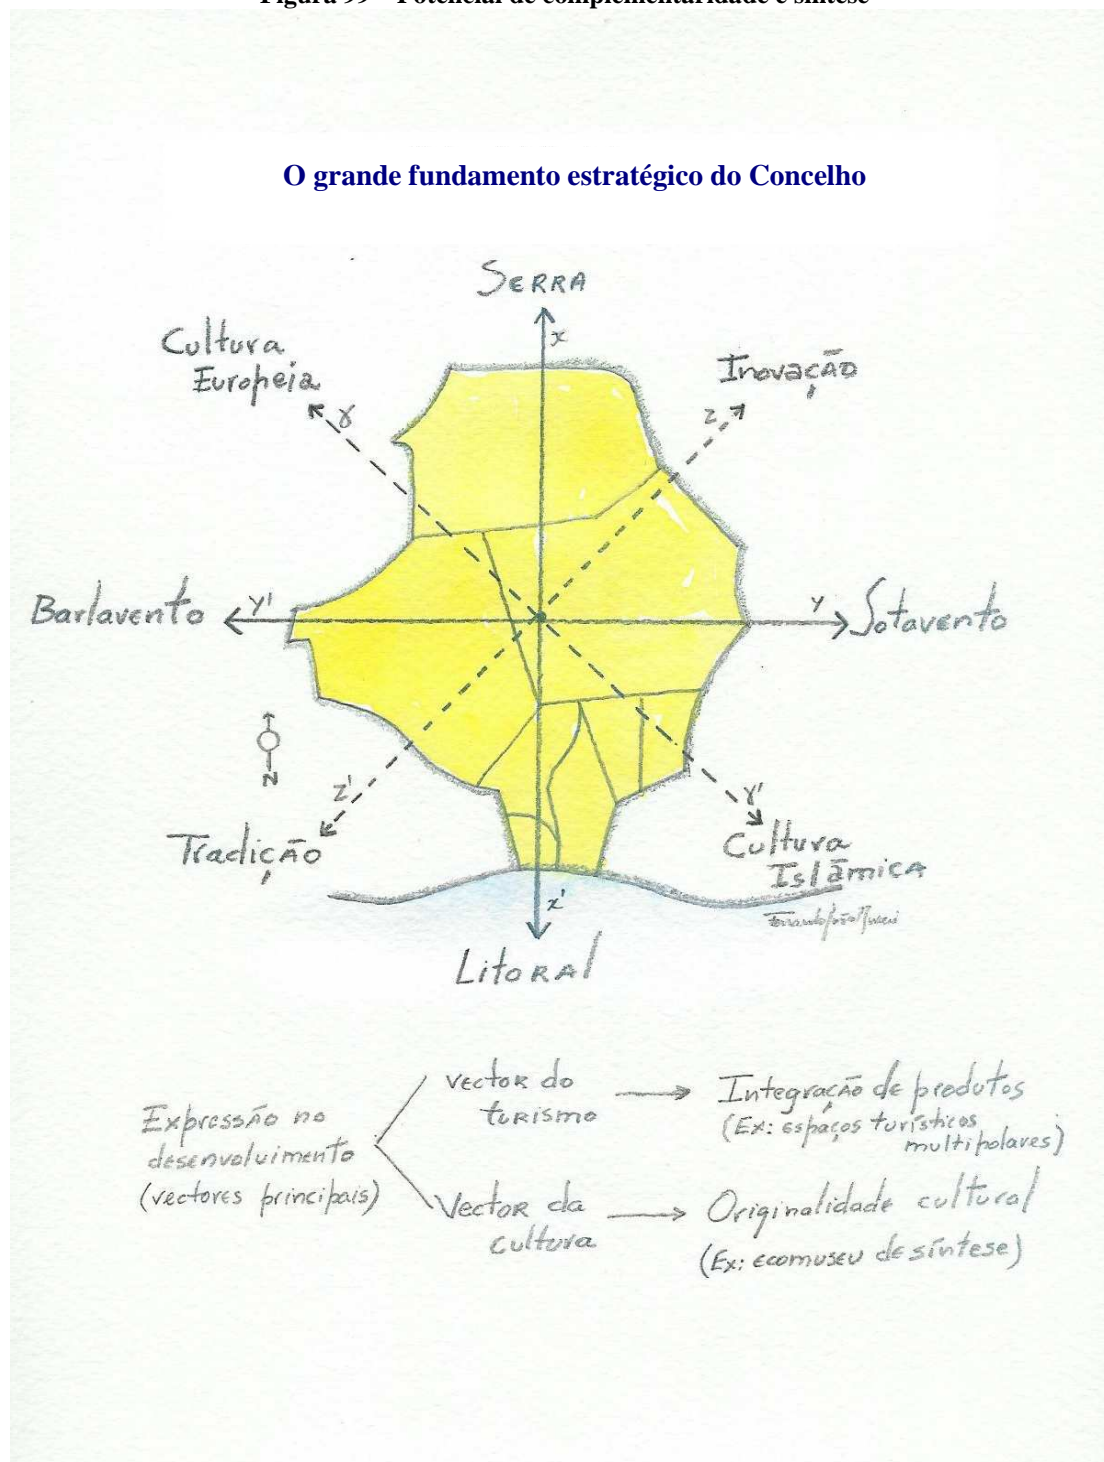 Figura 99 – Potencial de complementaridade e síntese
O grande fundamento estratégico do Concelho
SERRA
x
Cultura
Europeia
γ
Inovação
z
Barlavento
Y'
Y
Sotavento
N
z'
Tradição
γ'
Cultura
Islâmica
x'
Litoral
Expressão no
desenvolvimento
(vectores principais)
vector do
turismo
Integração de produtos
(Ex: espaços turísticos
multipolares)
Vector da
cultura
Originalidade cultural
(Ex: ecomuseu de síntese)